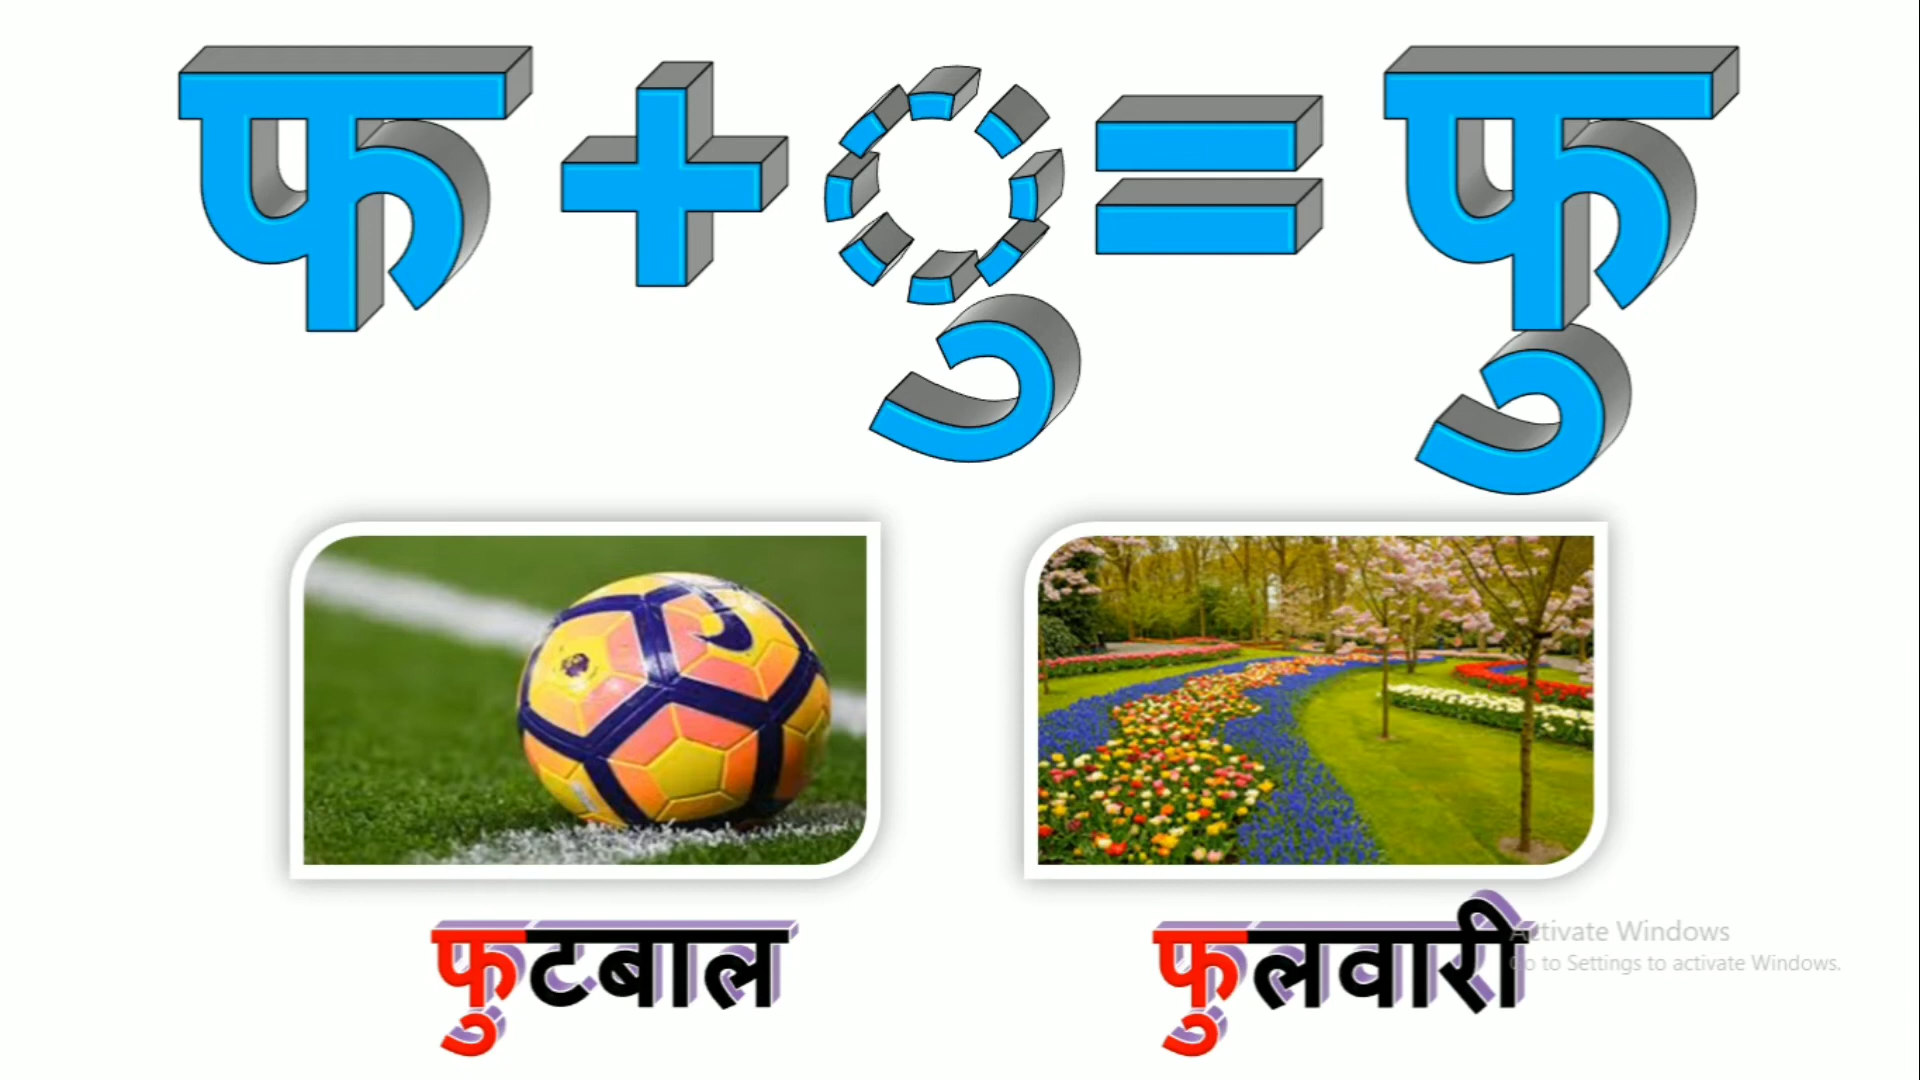 फ + ु = फु
फुटबाल
फुलवारी
Activate Windows
Go to Settings to activate Windows.